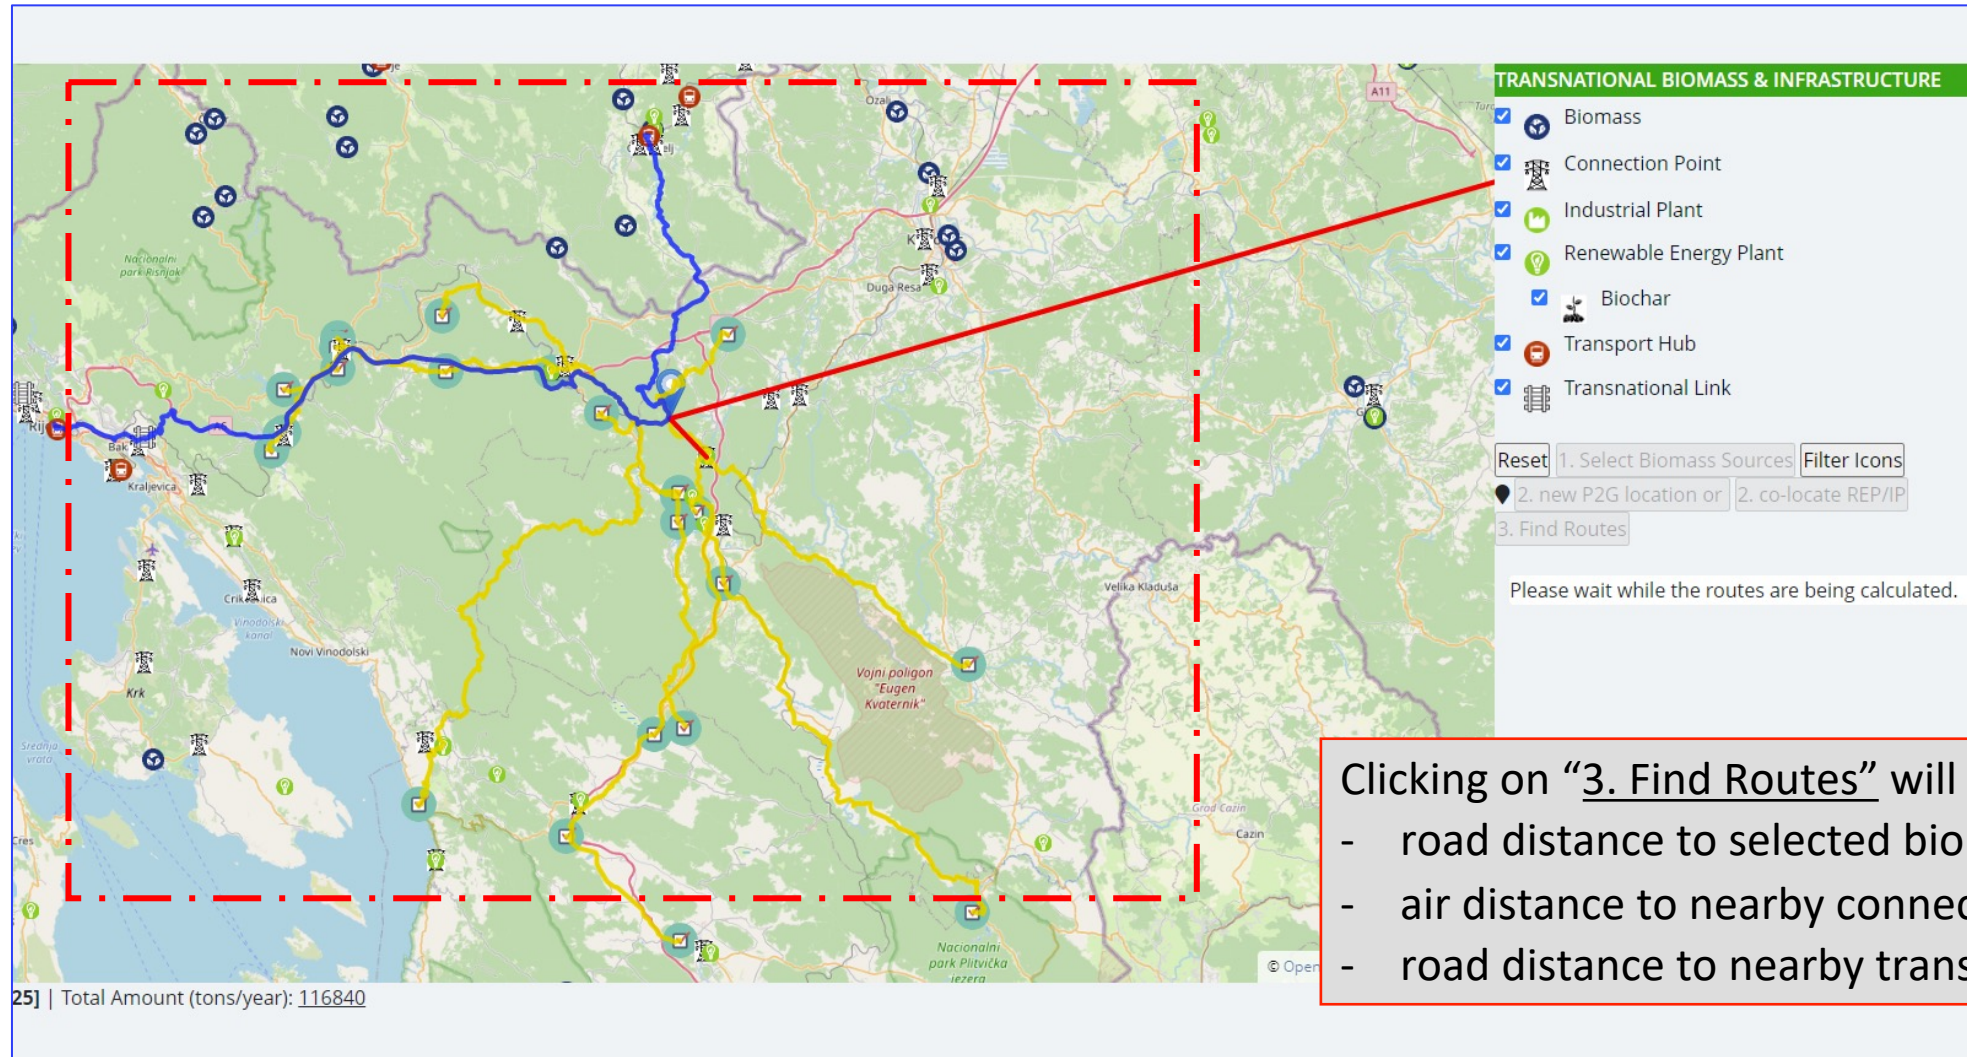 Ozalj
A11
TRANSNATIONAL BIOMASS & INFRASTRUCTURE
Biomass
Connection Point
Industrial Plant
Renewable Energy Plant
Biochar
Transport Hub
Transnational Link
Nacionalni
park Risnjak
Duga Resa
A6
Kraljevica
Novi Vinodolski
Vinodolski
kanal
Krk
Srednja
vrata
Cres
Velika Kladuša
Vojni poligon
"Eugen
Kvaternik"
Grad Cazin
Cazin
Nacionalni
park Plitvička
jezera
Reset 1. Select Biomass Sources Filter Icons
2. new P2G location or 2. co-locate REP/IP
3. Find Routes
Please wait while the routes are being calculated.
Clicking on “3. Find Routes” will
- road distance to selected bio
- air distance to nearby connec
- road distance to nearby trans
© Open
25] | Total Amount (tons/year): 116840